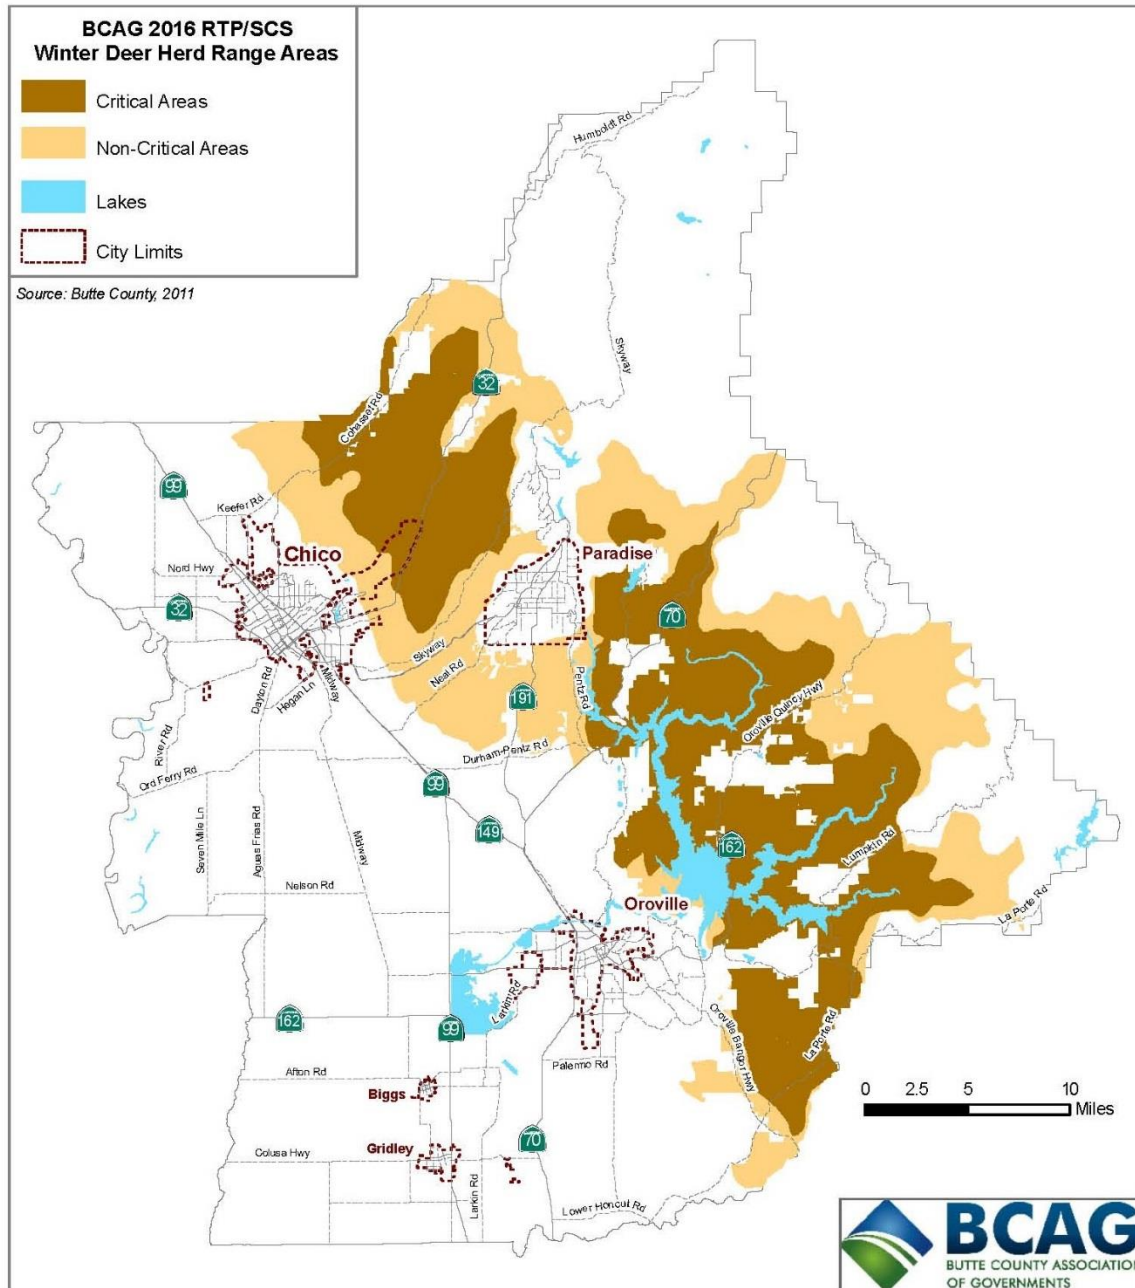 BCAG 2016 RTP/SCS
Winter Deer Herd Range Areas
Critical Areas
Non-Critical Areas
Lakes
City Limits
Source: Butte County, 2011
Humboldt Rd
Skyway
32
Cohasset Rd
99
Keefer Rd
Chico
Paradise
Nord Hwy
32
70
Skyway
Neal Rd
Pentz Rd
Midway
Dayton Rd
Hegan Ln
191
Oroville Quincy Hwy
River Rd
Durham-Pentz Rd
Ord Ferry Rd
99
Seven Mile Ln
Aguas Frias Rd
Midway
149
162
Lumpkin Rd
Nelson Rd
Oroville
La Porte Rd
Larkin Rd
162
99
Oroville Bangor Hwy
La Porte Rd
Afton Rd
Palermo Rd
Biggs
0 2.5 5 10
Miles
Gridley
70
Colusa Hwy
Larkin Rd
Lower Honcut Rd
BCAG
BUTTE COUNTY ASSOCIATION
OF GOVERNMENTS